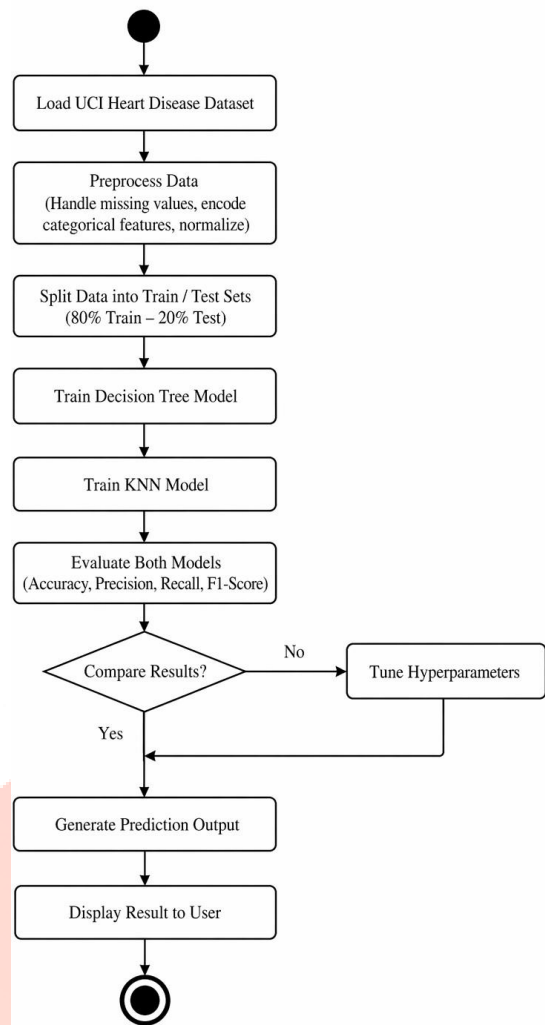 Load UCI Heart Disease Dataset
Preprocess Data
(Handle missing values, encode
categorical features, normalize)
Split Data into Train / Test Sets
(80% Train – 20% Test)
Train Decision Tree Model
Train KNN Model
Evaluate Both Models
(Accuracy, Precision, Recall, F1-Score)
Compare Results?
No
Tune Hyperparameters
Yes
Generate Prediction Output
Display Result to User